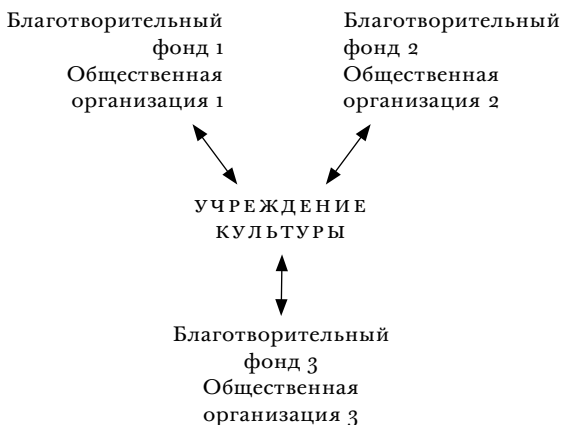 Благотворительный
фонд 1
Общественная
организация 1
Благотворительный
фонд 2
Общественная
организация 2
УЧРЕЖДЕНИЕ
КУЛЬТУРЫ
Благотворительный
фонд 3
Общественная
организация 3